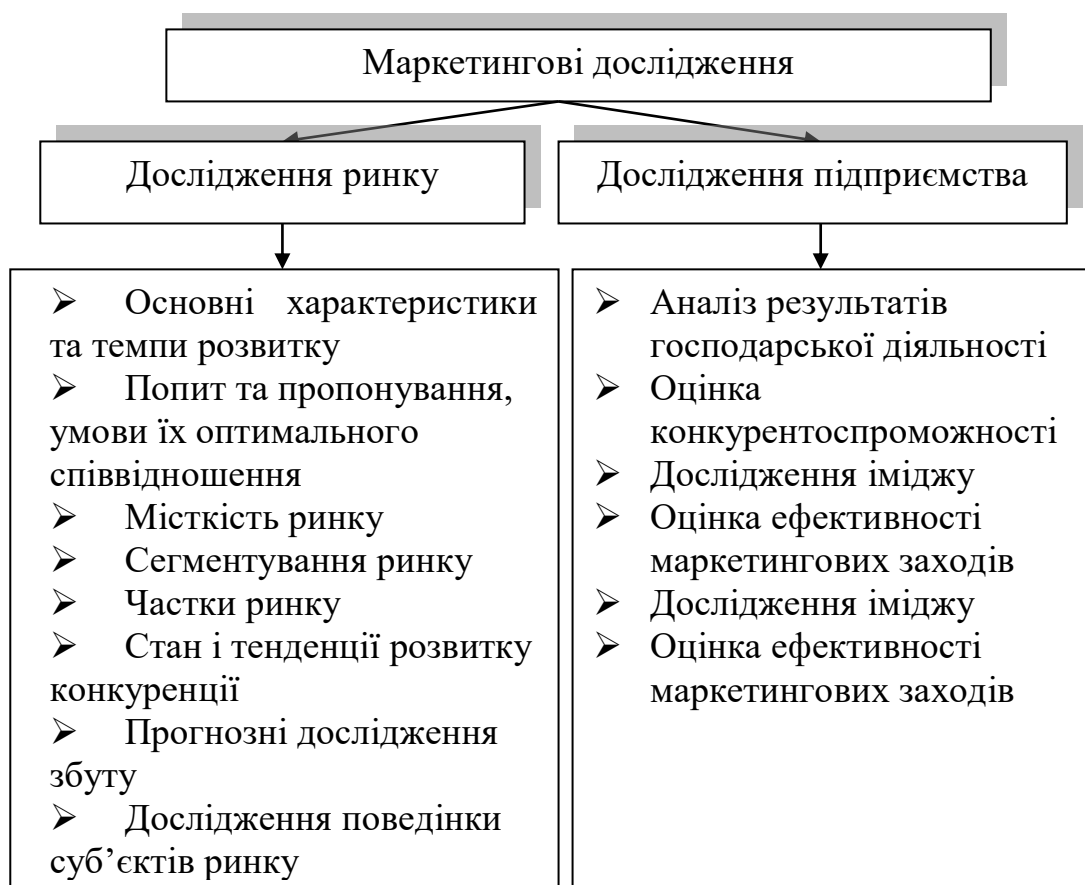 Маркетингові дослідження
Дослідження ринку
Дослідження підприємства
➢ Основні характеристики
та темпи розвитку
➢ Попит та пропонування,
умови їх оптимального
співвідношення
➢ Місткість ринку
➢ Сегментування ринку
➢ Частки ринку
➢ Стан і тенденції розвитку
конкуренції
➢ Прогнозні дослідження
збуту
➢ Дослідження поведінки
суб’єктів ринку
➢ Аналіз результатів
господарської діяльності
➢ Оцінка
конкурентоспроможності
➢ Дослідження іміджу
➢ Оцінка ефективності
маркетингових заходів
➢ Дослідження іміджу
➢ Оцінка ефективності
маркетингових заходів